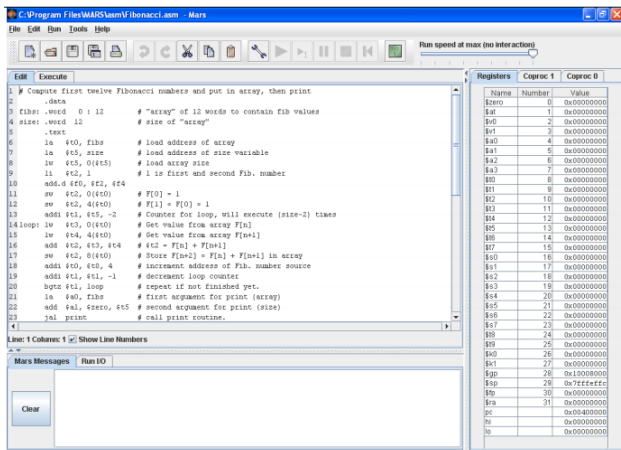 C:\Program Files\MARS\asm\Fibonacci.asm - Mars
File Edit Run Tools Help
Run speed at max (no interaction)
Edit Execute
1 # Compute first twelve Fibonacci numbers and put in array, then print
2 .data
3 fibs: .word 0 : 12 # "array" of 12 words to contain fib values
4 size: .word 12 # size of "array"
5 .text
6 la $t0, fibs # load address of array
7 la $t5, size # load address of size variable
8 lw $t5, 0($t5) # load array size
9 li $t2, 1 # 1 is first and second Fib. number
10 add.d $f0, $f2, $f4
11 sw $t2, 0($t0) # F[0] = 1
12 sw $t2, 4($t0) # F[1] = F[0] = 1
13 addi $t1, $t5, -2 # Counter for loop, will execute (size-2) times
14 loop: lw $t3, 0($t0) # Get value from array F[n]
15 lw $t4, 4($t0) # Get value from array F[n+1]
16 add $t2, $t3, $t4 # $t2 = F[n] + F[n+1]
17 sw $t2, 8($t0) # Store F[n+2] = F[n] + F[n+1] in array
18 addi $t0, $t0, 4 # increment address of Fib. number source
19 addi $t1, $t1, -1 # decrement loop counter
20 bgtz $t1, loop # repeat if not finished yet.
21 la $a0, fibs # first argument for print (array)
22 add $a1, $zero, $t5 # second argument for print (size)
23 jal print # call print routine.
Line: 1 Column: 1 Show Line Numbers
Mars Messages Run I/O
Clear
Registers Coproc 1 Coproc 0
Name Number Value
$zero 0 0x00000000
$at 1 0x00000000
$v0 2 0x00000000
$v1 3 0x00000000
$a0 4 0x00000000
$a1 5 0x00000000
$a2 6 0x00000000
$a3 7 0x00000000
$t0 8 0x00000000
$t1 9 0x00000000
$t2 10 0x00000000
$t3 11 0x00000000
$t4 12 0x00000000
$t5 13 0x00000000
$t6 14 0x00000000
$t7 15 0x00000000
$s0 16 0x00000000
$s1 17 0x00000000
$s2 18 0x00000000
$s3 19 0x00000000
$s4 20 0x00000000
$s5 21 0x00000000
$s6 22 0x00000000
$s7 23 0x00000000
$t8 24 0x00000000
$t9 25 0x00000000
$k0 26 0x00000000
$k1 27 0x00000000
$gp 28 0x10008000
$sp 29 0x7fffeffc
$fp 30 0x00000000
$ra 31 0x00000000
pc 0x00400000
hi 0x00000000
lo 0x00000000